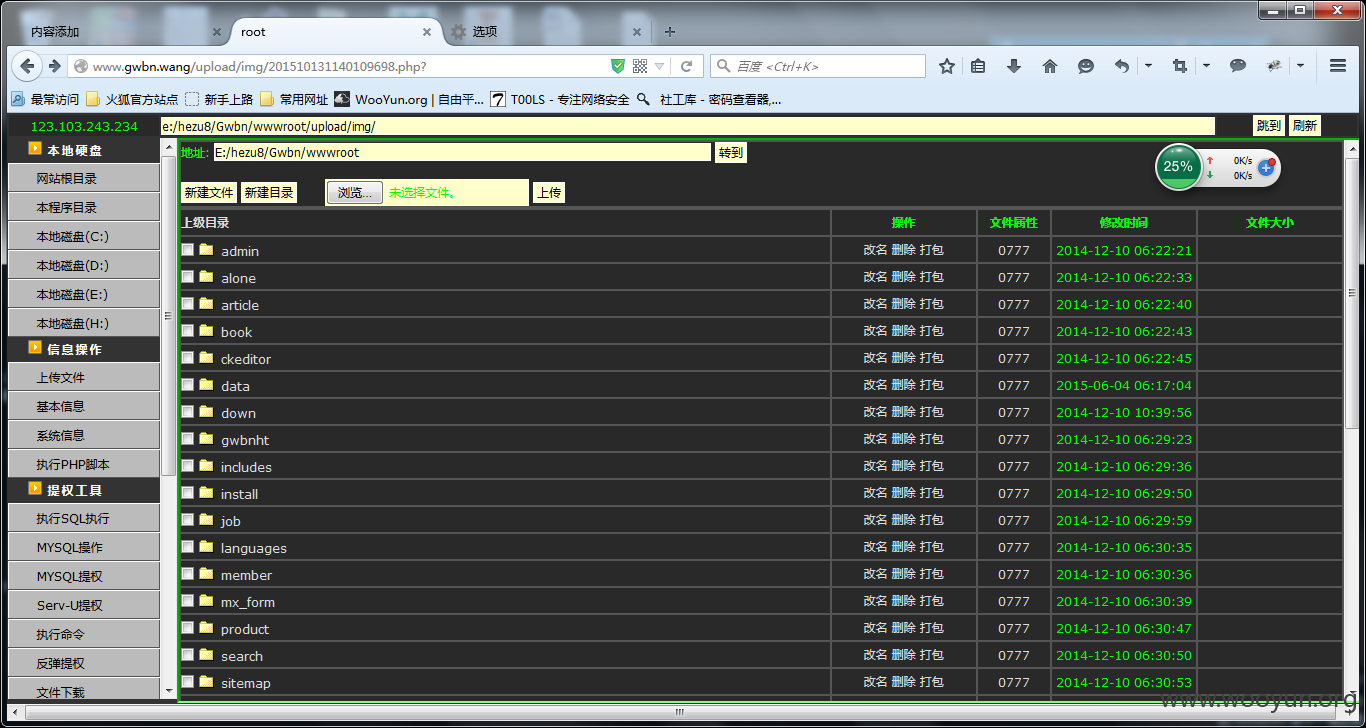 内容添加 root 选项
www.gwbn.wang/upload/img/201510131140109698.php? 百度 <Ctrl+K>
最常访问 火狐官方站点 新手上路 常用网址 WooYun.org | 自由平... T00LS - 专注网络安全 社工库 - 密码查看器,...
123.103.243.234 e:/hezu8/Gwbn/wwwroot/upload/img/ 跳到 刷新
本地硬盘
网站根目录
本程序目录
本地磁盘(C:)
本地磁盘(D:)
本地磁盘(E:)
本地磁盘(H:)
信息操作
上传文件
基本信息
系统信息
执行PHP脚本
提权工具
执行SQL执行
MYSQL操作
MYSQL提权
Serv-U提权
执行命令
反弹提权
文件下载
地址: E:/hezu8/Gwbn/wwwroot 转到
25% 0K/s
0K/s
新建文件 新建目录 浏览... 未选择文件。 上传
上级目录 操作 文件属性 修改时间 文件大小
admin 改名 删除 打包 0777 2014-12-10 06:22:21
alone 改名 删除 打包 0777 2014-12-10 06:22:33
article 改名 删除 打包 0777 2014-12-10 06:22:40
book 改名 删除 打包 0777 2014-12-10 06:22:43
ckeditor 改名 删除 打包 0777 2014-12-10 06:22:45
data 改名 删除 打包 0777 2015-06-04 06:17:04
down 改名 删除 打包 0777 2014-12-10 10:39:56
gwbnht 改名 删除 打包 0777 2014-12-10 06:29:23
includes 改名 删除 打包 0777 2014-12-10 06:29:36
install 改名 删除 打包 0777 2014-12-10 06:29:50
job 改名 删除 打包 0777 2014-12-10 06:29:59
languages 改名 删除 打包 0777 2014-12-10 06:30:35
member 改名 删除 打包 0777 2014-12-10 06:30:36
mx_form 改名 删除 打包 0777 2014-12-10 06:30:39
product 改名 删除 打包 0777 2014-12-10 06:30:47
search 改名 删除 打包 0777 2014-12-10 06:30:50
sitemap 改名 删除 打包 0777 2014-12-10 06:30:53
www.wooyun.org